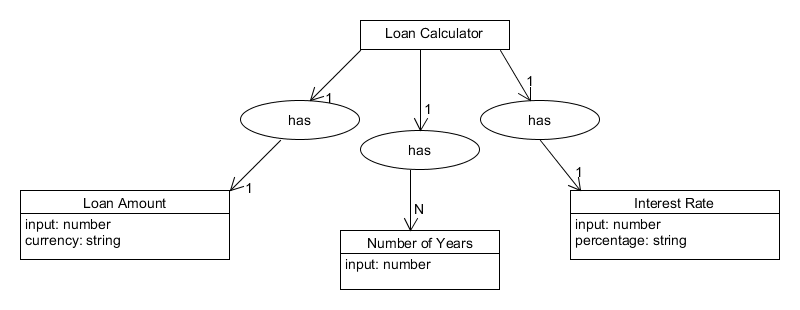 Loan Calculator
1
1
1
has
has
has
1
1
N
Loan Amount
input: number
currency: string
Number of Years
input: number
Interest Rate
input: number
percentage: string